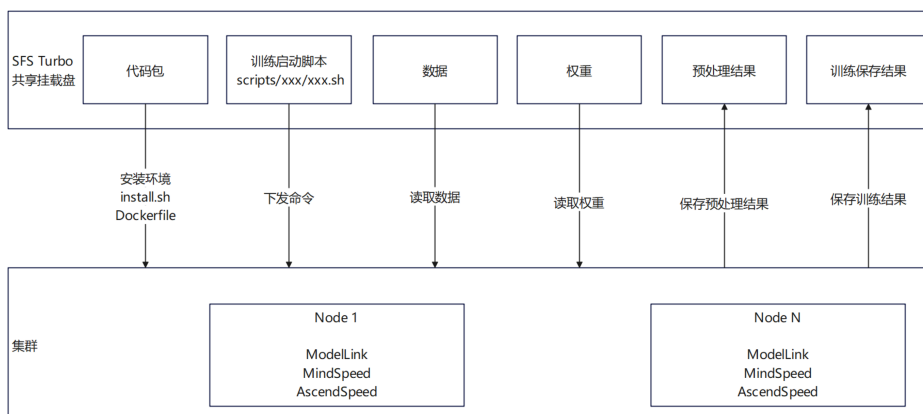 SFS Turbo
共享挂载盘
代码包
训练启动脚本
scripts/xxx/xxx.sh
数据
权重
预处理结果
训练保存结果
安装环境
install.sh
Dockerfile
下发命令
读取数据
读取权重
保存预处理结果
保存训练结果
集群
Node 1
ModelLink
MindSpeed
AscendSpeed
Node N
ModelLink
MindSpeed
AscendSpeed